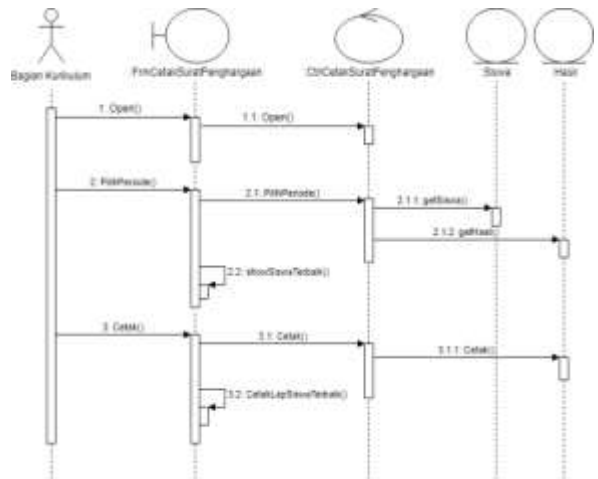 Bagian Kurikulum
FrmCetakSuratPenghargaan
CtrlCetakSuratPenghargaan
Siswa
Hasil
1: Open()
1.1: Open()
2: PilihPeriode()
2.1: PilihPeriode()
2.1.1: getSiswa()
2.1.2: getHasil()
2.2: showSiswaTerbaik()
3: Cetak()
3.1: Cetak()
3.1.1: Cetak()
3.2: CetakLapSiswaTerbaik()